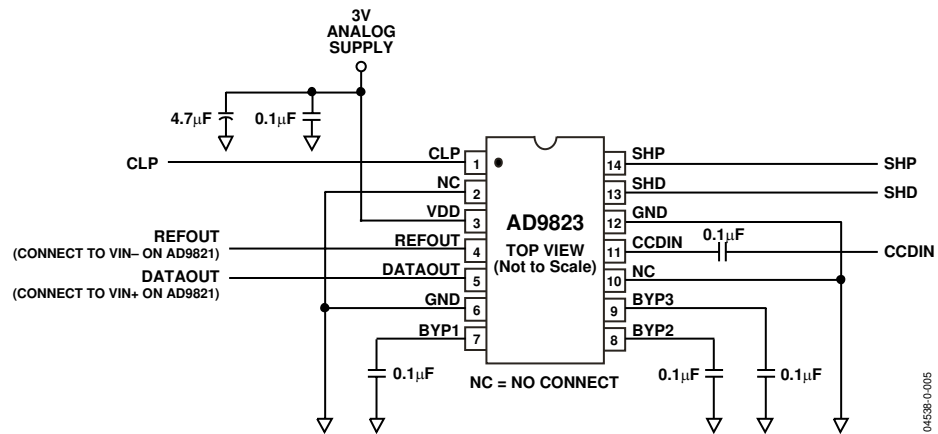 3V
ANALOG
SUPPLY
4.7μF
0.1μF
CLP
CLP
1
NC
2
VDD
3
REFOUT
(CONNECT TO VIN– ON AD9821)
REFOUT
4
DATAOUT
(CONNECT TO VIN+ ON AD9821)
DATAOUT
5
GND
6
BYP1
7
0.1μF
AD9823
TOP VIEW
(Not to Scale)
14
SHP
SHP
13
SHD
SHD
12
GND
11
CCDIN
0.1μF
CCDIN
10
NC
9
BYP3
8
BYP2
0.1μF
0.1μF
NC = NO CONNECT
04538-0-005